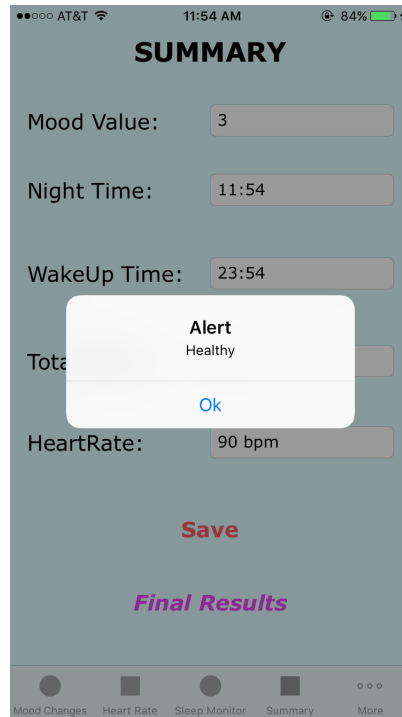 AT&T 11:54 AM 84%
SUMMARY
Mood Value: 3
Night Time: 11:54
WakeUp Time: 23:54
Alert
Healthy
Ok
HeartRate: 90 bpm
Save
Final Results
Mood Changes Heart Rate Sleep Monitor Summary More